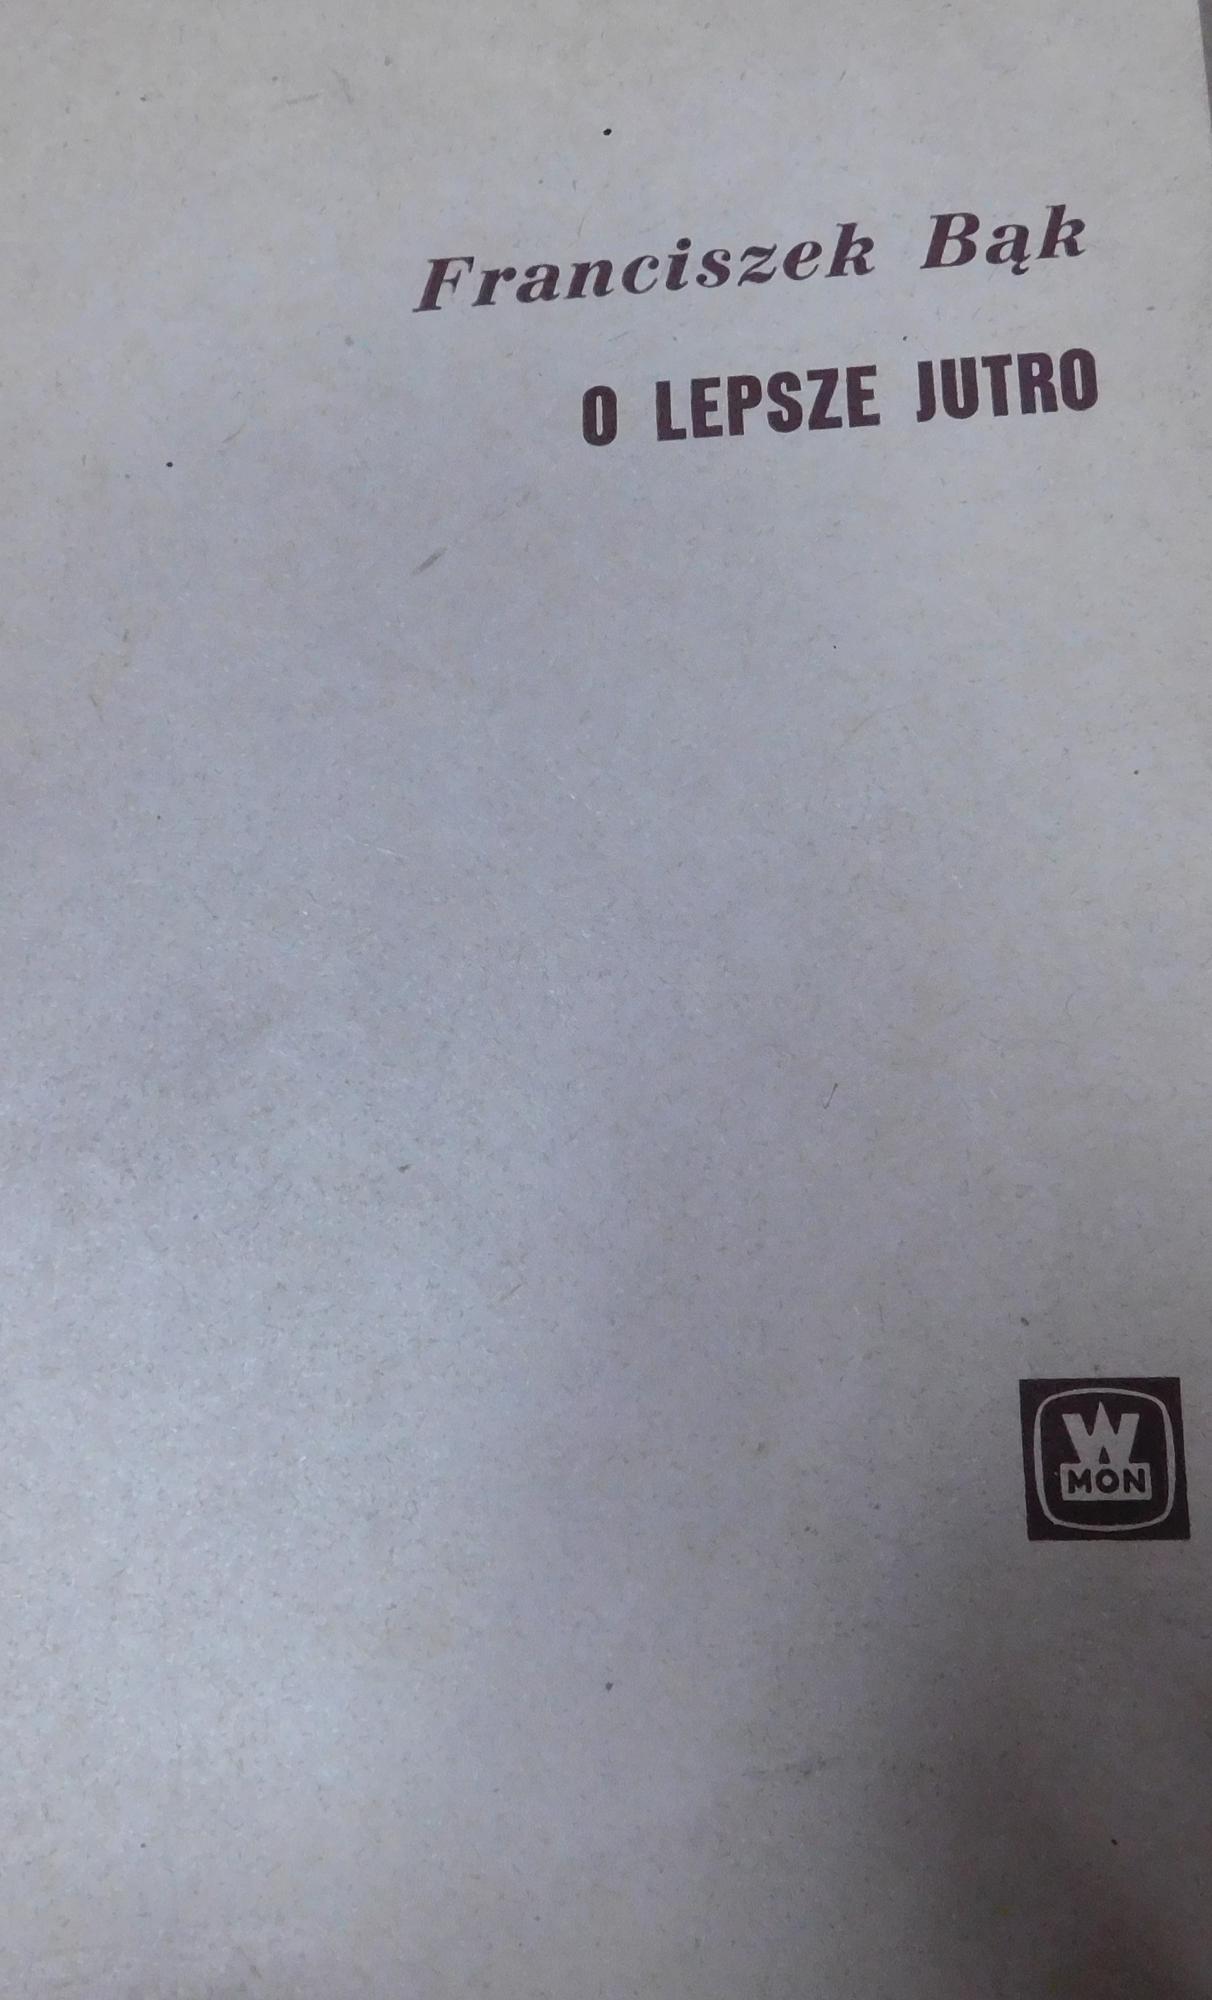 Franciszek Bąk
O LEPSZE JUTRO
W
MON